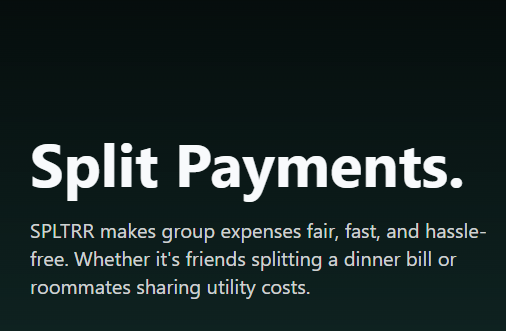 Split Payments.
SPLTRR makes group expenses fair, fast, and hassle-
free. Whether it's friends splitting a dinner bill or
roommates sharing utility costs.